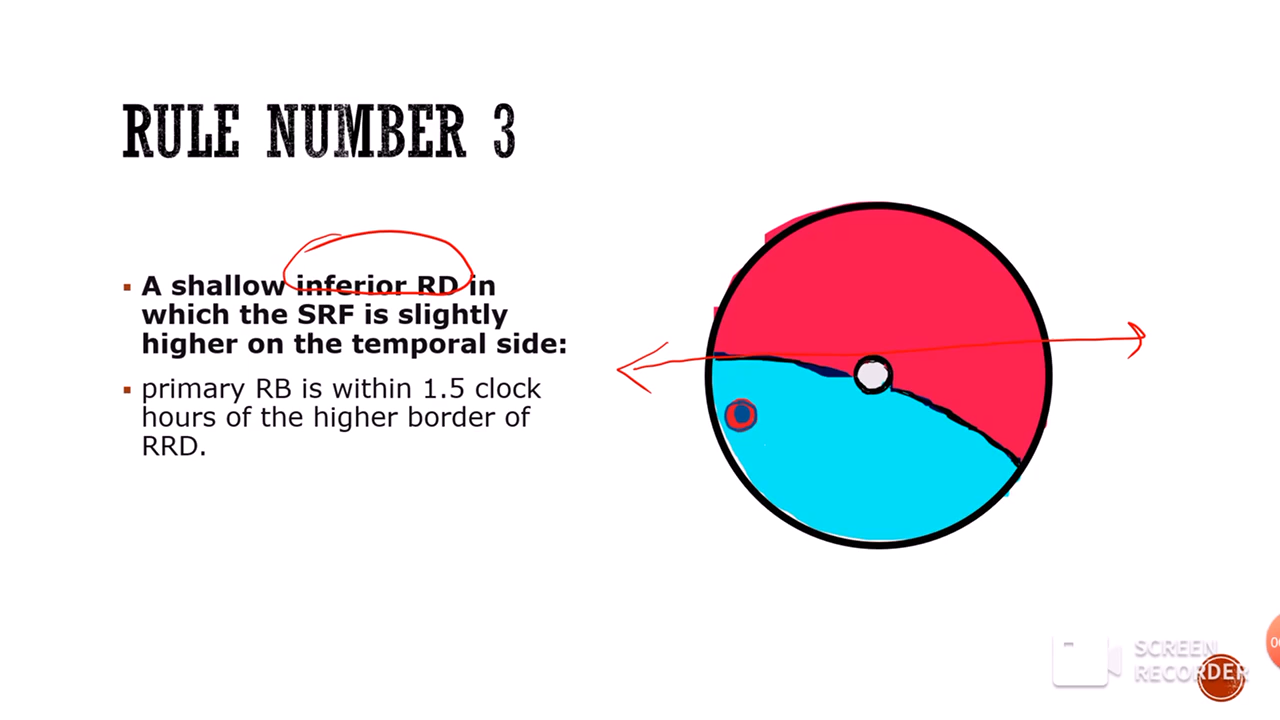 RULE NUMBER 3
A shallow inferior RD in
which the SRF is slightly
higher on the temporal side:
primary RB is within 1.5 clock
hours of the higher border of
RRD.
SCREEN
RECORDER